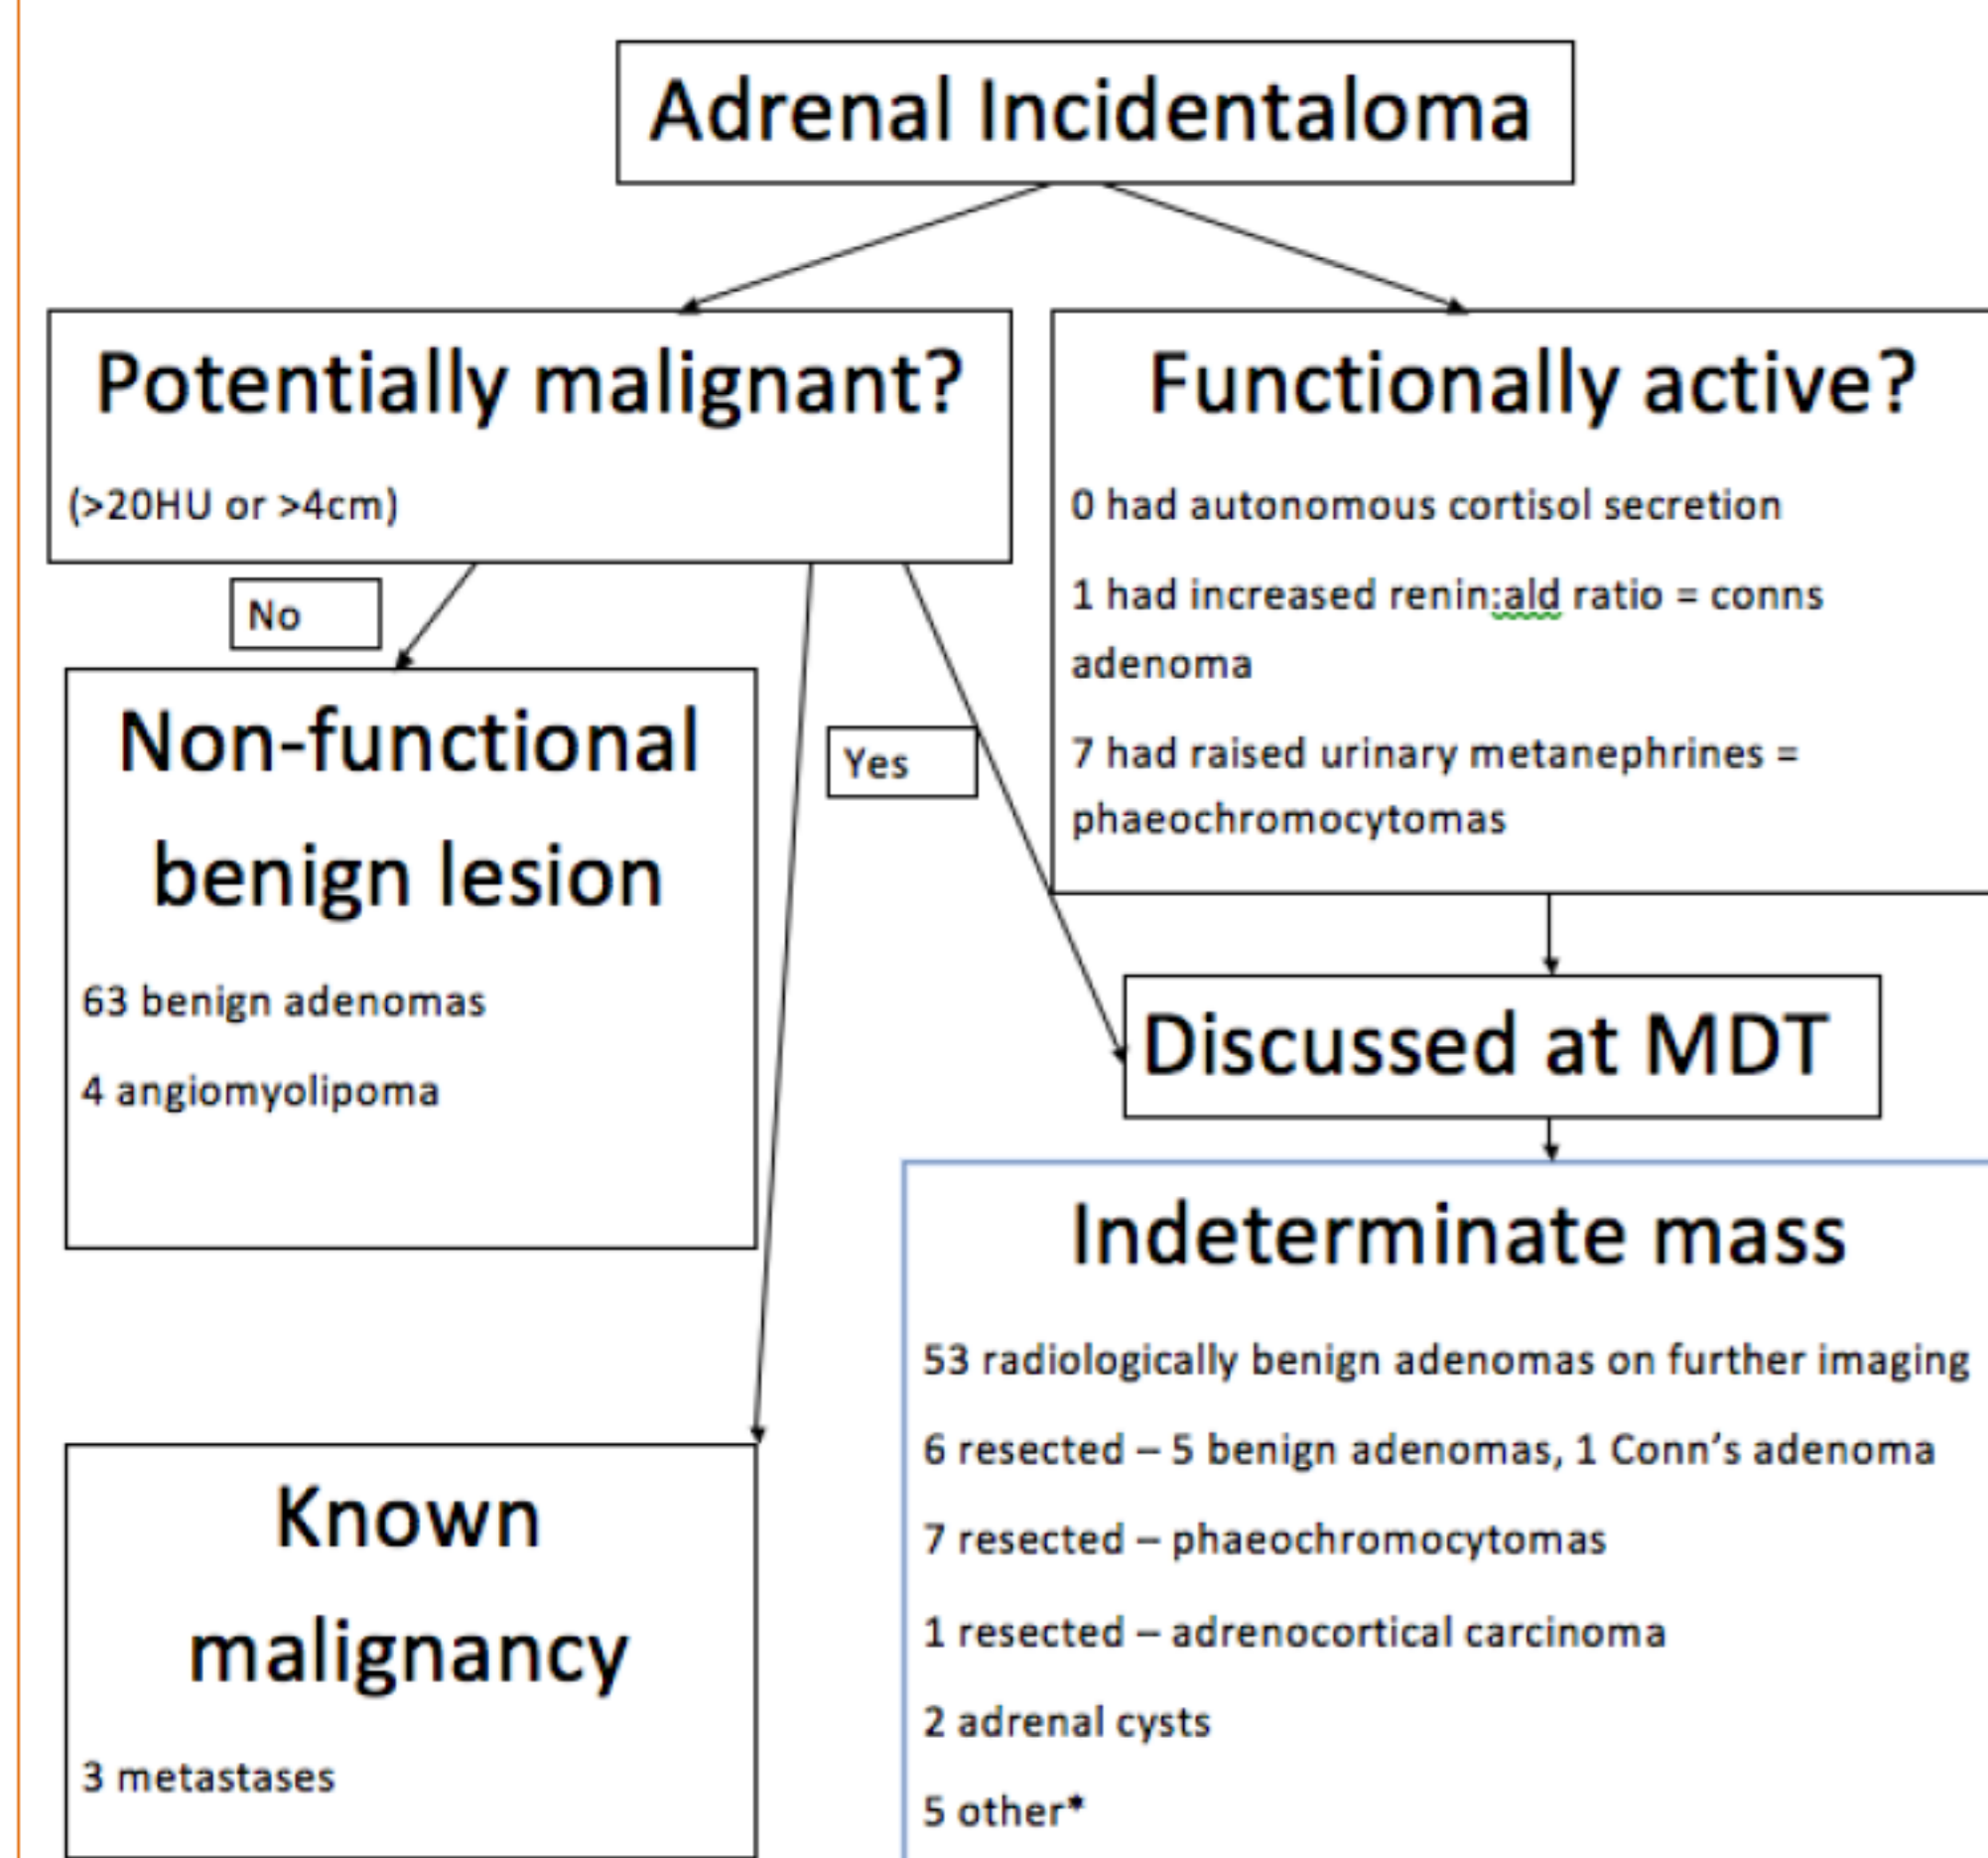 Adrenal Incidentaloma
Potentially malignant?
(>20HU or >4cm)
Functionally active?
0 had autonomous cortisol secretion
1 had increased renin:ald ratio = conns
adenoma
7 had raised urinary metanephrines =
phaeochromocytomas
No
Yes
Non-functional
benign lesion
63 benign adenomas
4 angiomyolipoma
Discussed at MDT
Indeterminate mass
53 radiologically benign adenomas on further imaging
6 resected – 5 benign adenomas, 1 Conn’s adenoma
7 resected – phaeochromocytomas
1 resected – adrenocortical carcinoma
2 adrenal cysts
5 other*
Known
malignancy
3 metastases